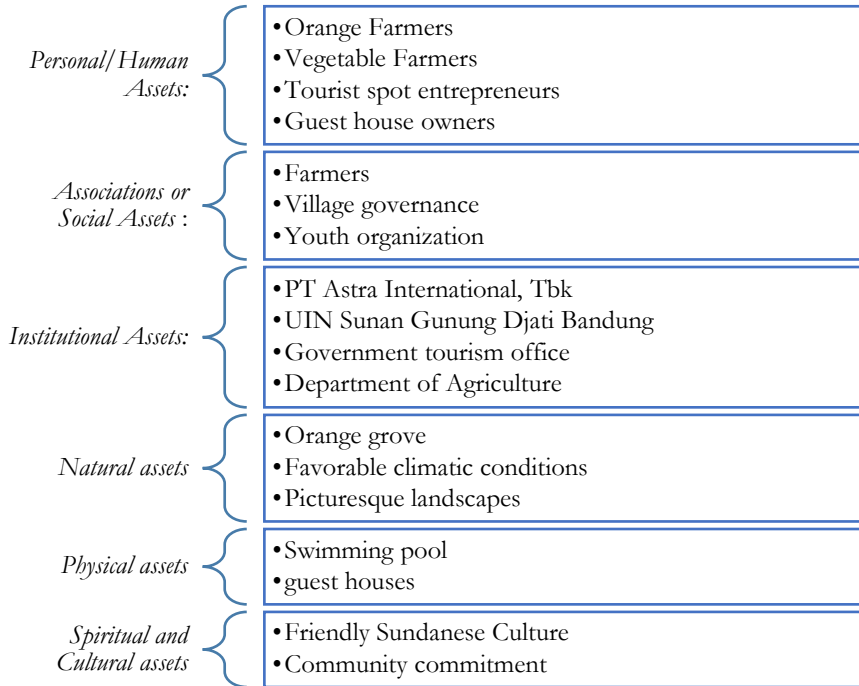 Personal/Human
Assets:
•Orange Farmers
•Vegetable Farmers
•Tourist spot entrepreneurs
•Guest house owners
Associations or
Social Assets :
•Farmers
•Village governance
•Youth organization
Institutional Assets:
•PT Astra International, Tbk
•UIN Sunan Gunung Djati Bandung
•Government tourism office
•Department of Agriculture
Natural assets
•Orange grove
•Favorable climatic conditions
•Picturesque landscapes
Physical assets
•Swimming pool
•guest houses
Spiritual and
Cultural assets
•Friendly Sundanese Culture
•Community commitment